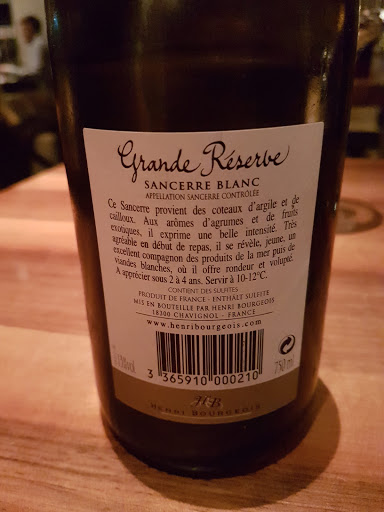 Grande Réserve
SANCERRE BLANC
APPELLATION SANCERRE CONTRÔLÉE
Ce Sancerre provient des coteaux d'argile et de
cailloux. Aux arômes d'agrumes et de fruits
exotiques, il exprime une belle intensité. Très
agréable en début de repas, il se révèle, jeune, un
excellent compagnon des produits de la mer puis de
viandes blanches, où il offre rondeur et volupté.
A apprécier sous 2 à 4 ans. Servir à 10-12°C.
CONTIENT DES SULFITES
PRODUIT DE FRANCE - ENTHÄLT SULFITE
MIS EN BOUTEILLE PAR HENRI BOURGEOIS
18300 CHAVIGNOL - FRANCE
www.henribourgeois.com
750 ml
3 365910 000210
HB
HENRI BOURGEOIS